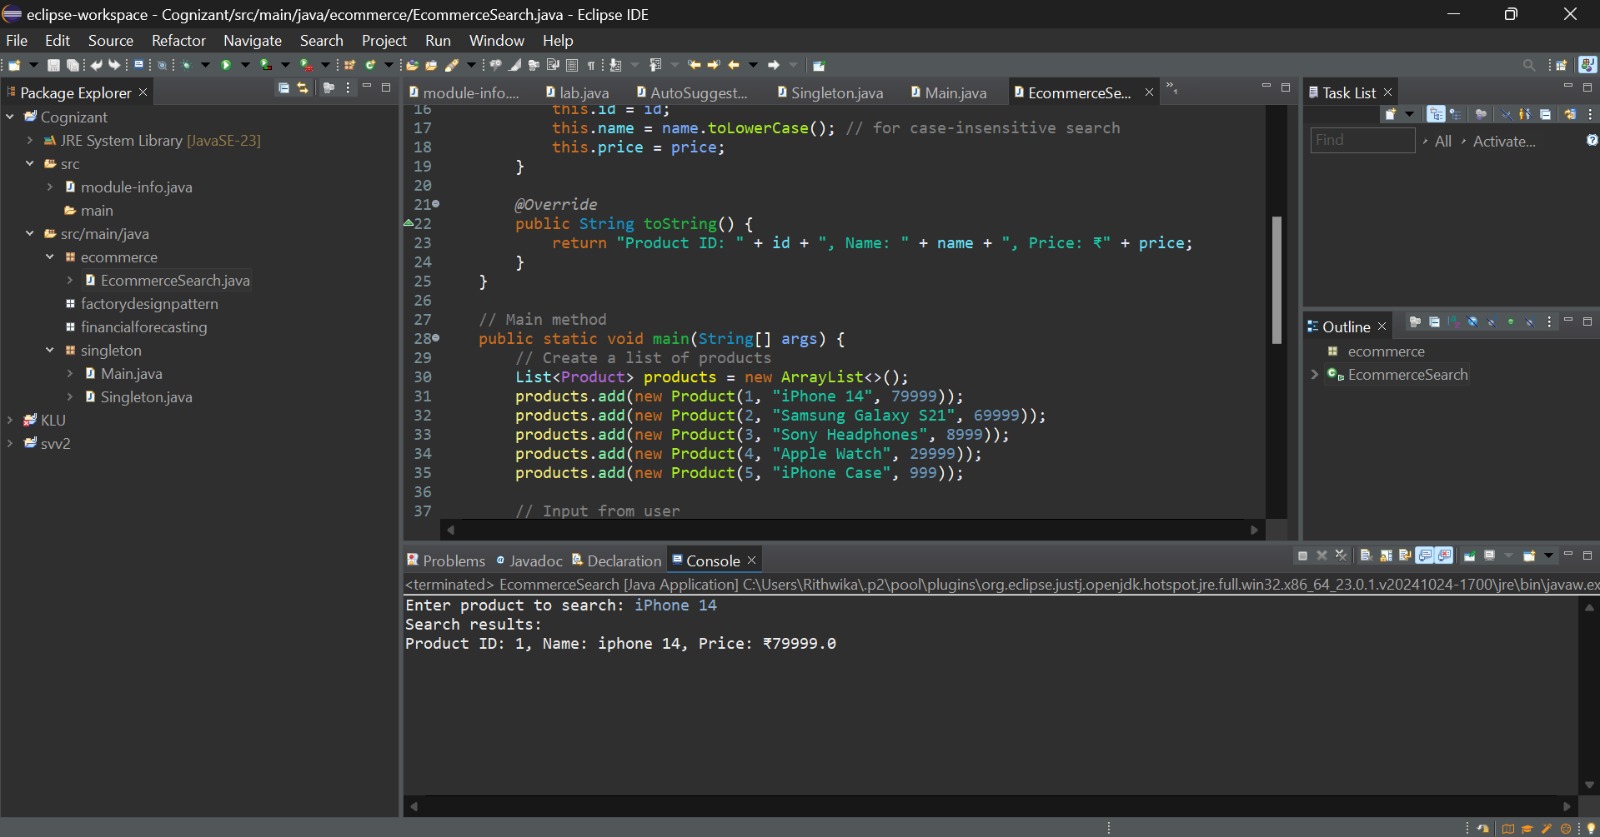 eclipse-workspace - Cognizant/src/main/java/ecommerce/EcommerceSearch.java - Eclipse IDE
File Edit Source Refactor Navigate Search Project Run Window Help
Package Explorer
Cognizant
JRE System Library [JavaSE-23]
src
module-info.java
main
src/main/java
ecommerce
EcommerceSearch.java
factorydesignpattern
financialforecasting
singleton
Main.java
Singleton.java
KLU
svv2
module-info.... lab.java AutoSuggest... Singleton.java Main.java EcommerceSe...
16 this.id = id;
17 this.name = name.toLowerCase(); // for case-insensitive search
18 this.price = price;
19 }
20
21 @Override
22 public String toString() {
23 return "Product ID: " + id + ", Name: " + name + ", Price: ₹" + price;
24 }
25 }
26
27 // Main method
28 public static void main(String[] args) {
29 // Create a list of products
30 List<Product> products = new ArrayList<>();
31 products.add(new Product(1, "iPhone 14", 79999));
32 products.add(new Product(2, "Samsung Galaxy S21", 69999));
33 products.add(new Product(3, "Sony Headphones", 8999));
34 products.add(new Product(4, "Apple Watch", 29999));
35 products.add(new Product(5, "iPhone Case", 999));
36
37 // Input from user
Task List
Find All Activate...
Outline
ecommerce
EcommerceSearch
Problems Javadoc Declaration Console
<terminated> EcommerceSearch [Java Application] C:\Users\Rithwika\.p2\pool\plugins\org.eclipse.justj.openjdk.hotspot.jre.full.win32.x86_64_23.0.1.v20241024-1700\jre\bin\javaw.ex
Enter product to search: iPhone 14
Search results:
Product ID: 1, Name: iphone 14, Price: ₹79999.0